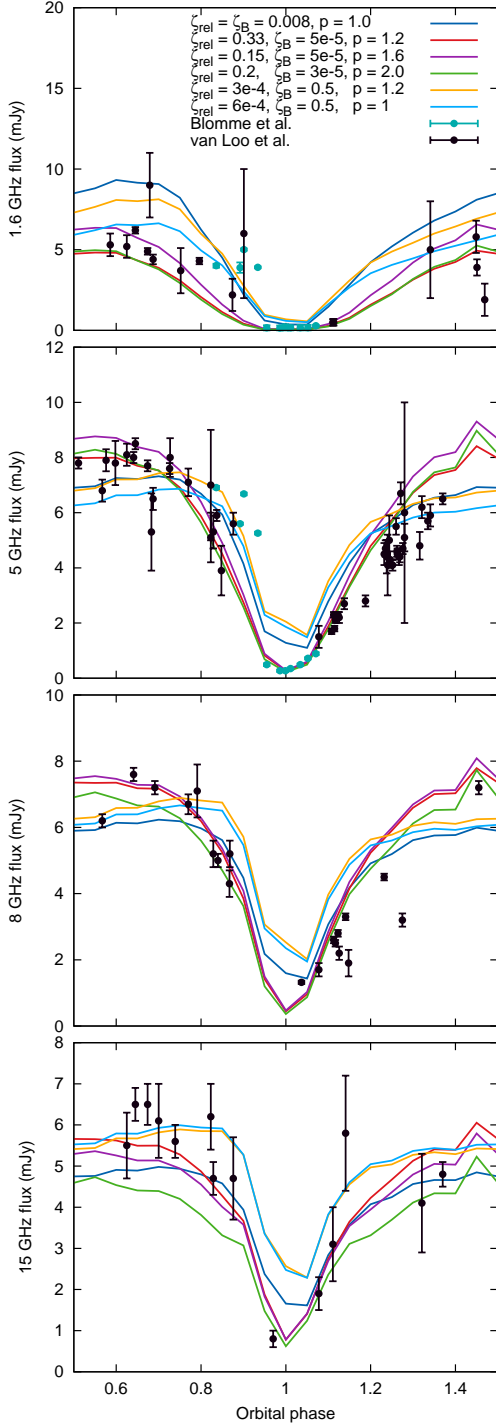 20
ζrel = ζB = 0.008, p = 1.0
ζrel = 0.33, ζB = 5e-5, p = 1.2
ζrel = 0.15, ζB = 5e-5, p = 1.6
ζrel = 0.2, ζB = 3e-5, p = 2.0
ζrel = 3e-4, ζB = 0.5, p = 1.2
ζrel = 6e-4, ζB = 0.5, p = 1
Blomme et al.
van Loo et al.
15
10
5
0
1.6 GHz flux (mJy)
12
10
8
6
4
2
0
5 GHz flux (mJy)
10
8
6
4
2
0
8 GHz flux (mJy)
8
7
6
5
4
3
2
1
0
15 GHz flux (mJy)
0.6 0.8 1 1.2 1.4
Orbital phase